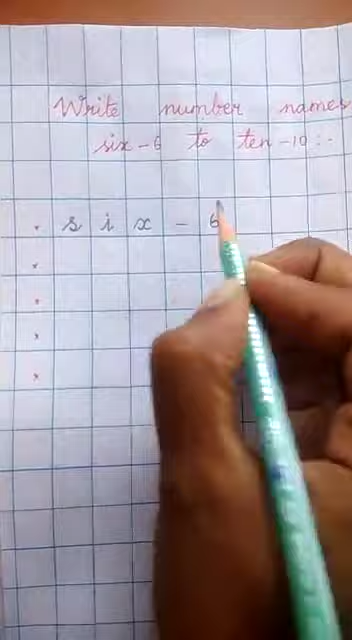 Write number names
six - 6 to ten - 10 :-
. s i x - 6
.
.
.
.